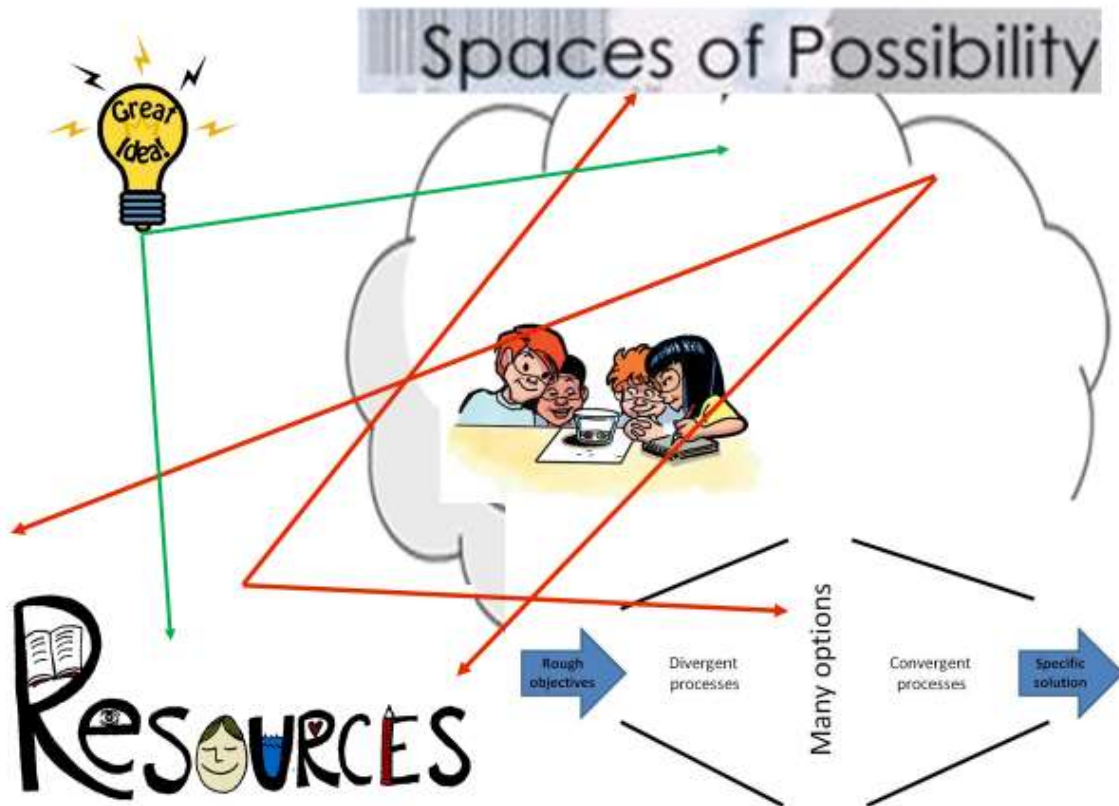 Spaces of Possibility
Great
Idea!
Resources
Rough
objectives
Divergent
processes
Many options
Convergent
processes
Specific
solution